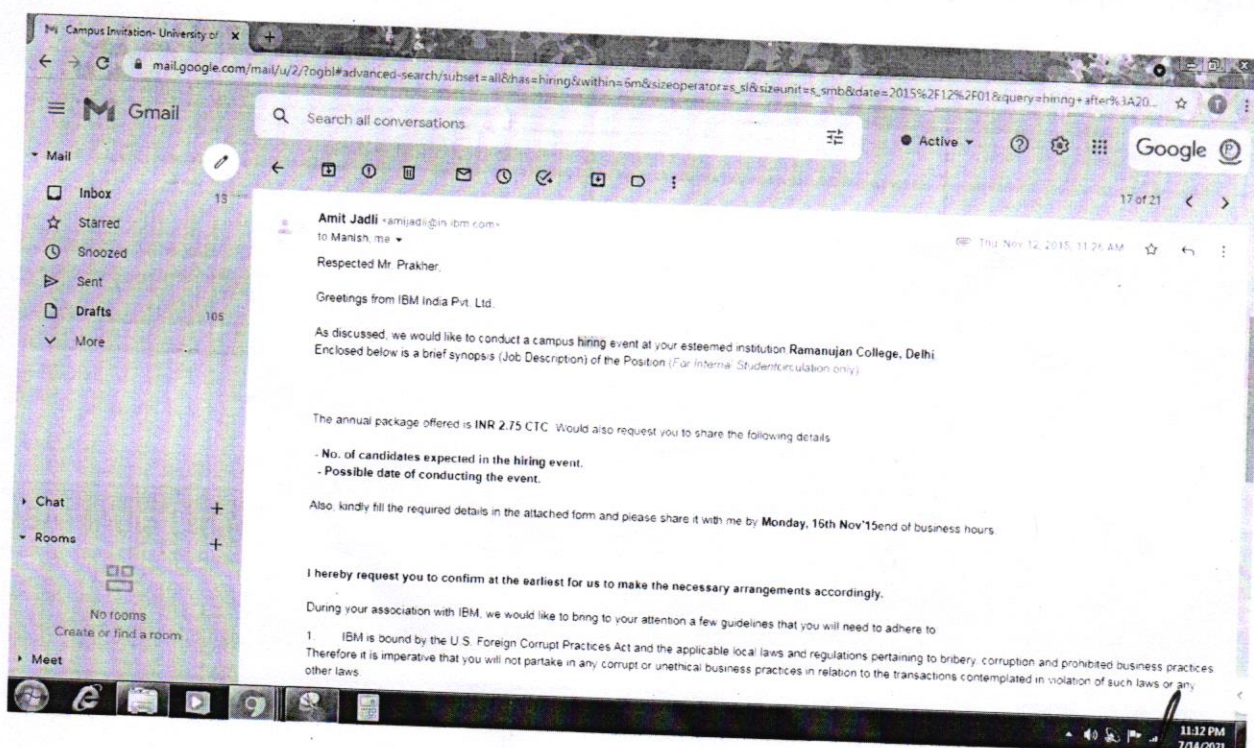 Campus Invitation- University of
mail.google.com/mail/u/2/?ogbl#advanced-search/subset=all&has=hiring&within=6m&sizeoperator=s_sl&sizeunit=s_smb&date=2015%2F12%2F01&query=hiring+after%3A20...
Gmail
Search all conversations
Active
Google
Mail
17 of 21
Inbox 13
Starred
Snoozed
Sent
Drafts 105
More
Amit Jadli <amijadli@in.ibm.com>
Thu, Nov 12, 2015, 11:26 AM
to Manish, me
Respected Mr. Prakher,
Greetings from IBM India Pvt. Ltd.
As discussed, we would like to conduct a campus hiring event at your esteemed institution Ramanujan College, Delhi
Enclosed below is a brief synopsis (Job Description) of the Position (For Internal Studentcirculation only)
The annual package offered is INR 2.75 CTC. Would also request you to share the following details
- No. of candidates expected in the hiring event.
- Possible date of conducting the event.
Also, kindly fill the required details in the attached form and please share it with me by Monday, 16th Nov'15end of business hours
I hereby request you to confirm at the earliest for us to make the necessary arrangements accordingly.
During your association with IBM, we would like to bring to your attention a few guidelines that you will need to adhere to
1. IBM is bound by the U.S. Foreign Corrupt Practices Act and the applicable local laws and regulations pertaining to bribery, corruption and prohibited business practices.
Therefore it is imperative that you will not partake in any corrupt or unethical business practices in relation to the transactions contemplated in violation of such laws or any
other laws.
Chat
Rooms
No rooms
Create or find a room
Meet
11:12 PM
7/14/2021